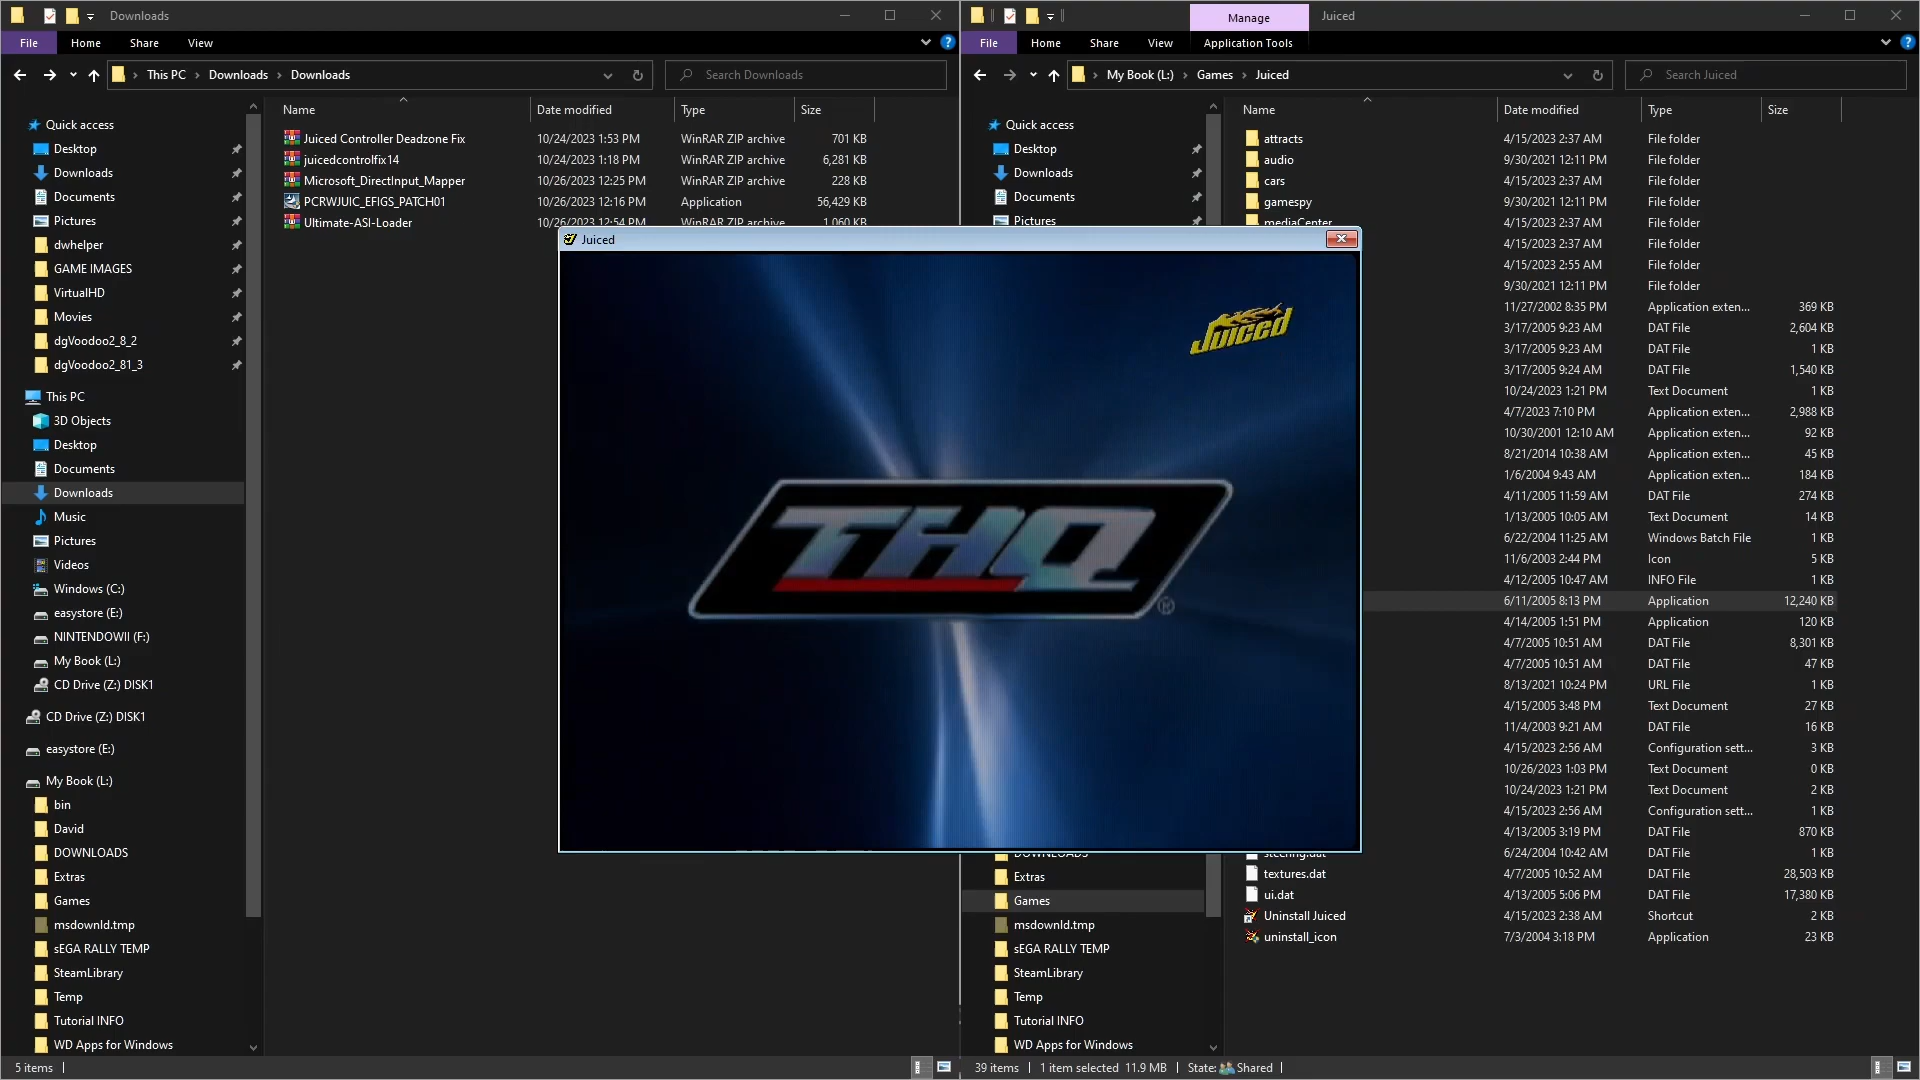 Downloads
File
Home
Share
View
This PC
Downloads
Downloads
Search Downloads
Quick access
Desktop
Downloads
Documents
Pictures
dwhelper
GAME IMAGES
VirtualHD
Movies
dgVoodoo2_8_2
dgVoodoo2_81_3
This PC
3D Objects
Desktop
Documents
Downloads
Music
Pictures
Videos
Windows (C:)
easystore (E:)
NINTENDOWII (F:)
My Book (L:)
CD Drive (Z:) DISK1
CD Drive (Z:) DISK1
easystore (E:)
My Book (L:)
bin
David
DOWNLOADS
Extras
Games
msdownld.tmp
sEGA RALLY TEMP
SteamLibrary
Temp
Tutorial INFO
WD Apps for Windows
Name Date modified Type Size
Juiced Controller Deadzone Fix 10/24/2023 1:53 PM WinRAR ZIP archive 701 KB
juicedcontrolfix14 10/24/2023 1:18 PM WinRAR ZIP archive 6,281 KB
Microsoft_DirectInput_Mapper 10/26/2023 12:25 PM WinRAR ZIP archive 228 KB
PCRWJUIC_EFIGS_PATCH01 10/26/2023 12:16 PM Application 56,429 KB
Ultimate-ASI-Loader 10/26/2023 12:54 PM WinRAR ZIP archive 1,060 KB
5 items
Juiced
Juiced
THQ
®
Manage
Juiced
File
Home
Share
View
Application Tools
My Book (L:)
Games
Juiced
Search Juiced
Quick access
Desktop
Downloads
Documents
Pictures
DOWNLOADS
Extras
Games
msdownld.tmp
sEGA RALLY TEMP
SteamLibrary
Temp
Tutorial INFO
WD Apps for Windows
Name Date modified Type Size
attracts 4/15/2023 2:37 AM File folder
audio 9/30/2021 12:11 PM File folder
cars 4/15/2023 2:37 AM File folder
gamespy 9/30/2021 12:11 PM File folder
mediaCenter 4/15/2023 2:37 AM File folder
4/15/2023 2:37 AM File folder
4/15/2023 2:55 AM File folder
9/30/2021 12:11 PM File folder
11/27/2002 8:35 PM Application exten... 369 KB
3/17/2005 9:23 AM DAT File 2,604 KB
3/17/2005 9:23 AM DAT File 1 KB
3/17/2005 9:24 AM DAT File 1,540 KB
10/24/2023 1:21 PM Text Document 1 KB
4/7/2023 7:10 PM Application exten... 2,988 KB
10/30/2001 12:10 AM Application exten... 92 KB
8/21/2014 10:38 AM Application exten... 45 KB
1/6/2004 9:43 AM Application exten... 184 KB
4/11/2005 11:59 AM DAT File 274 KB
1/13/2005 10:05 AM Text Document 14 KB
6/22/2004 11:25 AM Windows Batch File 1 KB
11/6/2003 2:44 PM Icon 5 KB
4/12/2005 10:47 AM INFO File 1 KB
6/11/2005 8:13 PM Application 12,240 KB
4/14/2005 1:51 PM Application 120 KB
4/7/2005 10:51 AM DAT File 8,301 KB
4/7/2005 10:51 AM DAT File 47 KB
8/13/2021 10:24 PM URL File 1 KB
4/15/2005 3:48 PM Text Document 27 KB
11/4/2003 9:21 AM DAT File 16 KB
4/15/2023 2:56 AM Configuration sett... 3 KB
10/26/2023 1:03 PM Text Document 0 KB
10/24/2023 1:21 PM Text Document 2 KB
4/15/2023 2:56 AM Configuration sett... 1 KB
4/13/2005 3:19 PM DAT File 870 KB
steering.dat 6/24/2004 10:42 AM DAT File 1 KB
textures.dat 4/7/2005 10:52 AM DAT File 28,503 KB
ui.dat 4/13/2005 5:06 PM DAT File 17,380 KB
Uninstall Juiced 4/15/2023 2:38 AM Shortcut 2 KB
uninstall_icon 7/3/2004 3:18 PM Application 23 KB
39 items
1 item selected 11.9 MB
State: Shared